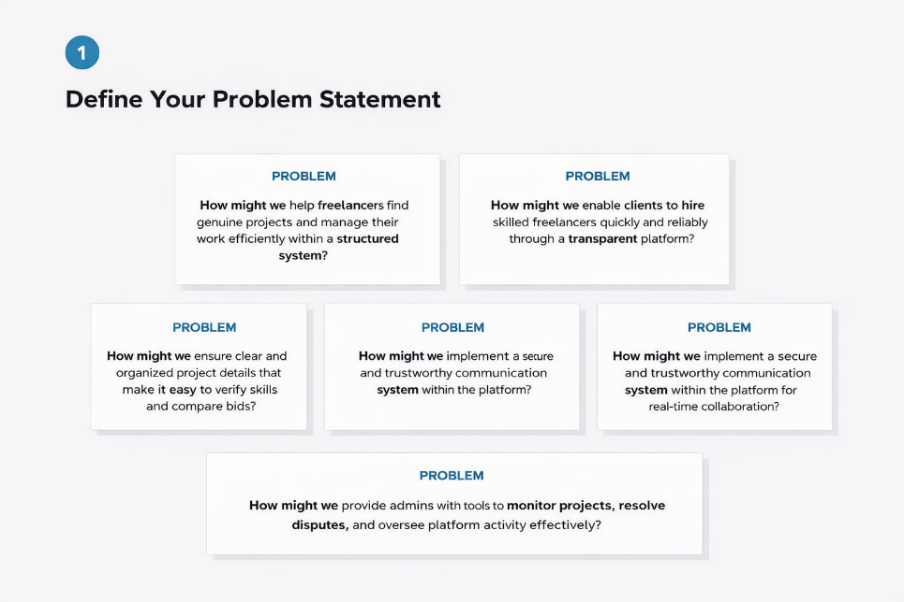 1
Define Your Problem Statement
PROBLEM
How might we help freelancers find
genuine projects and manage their
work efficiently within a structured
system?
PROBLEM
How might we enable clients to hire
skilled freelancers quickly and reliably
through a transparent platform?
PROBLEM
How might we ensure clear and
organized project details that
make it easy to verify skills
and compare bids?
PROBLEM
How might we implement a secure
and trustworthy communication
system within the platform?
PROBLEM
How might we implement a secure
and trustworthy communication
system within the platform for
real-time collaboration?
PROBLEM
How might we provide admins with tools to monitor projects, resolve
disputes, and oversee platform activity effectively?